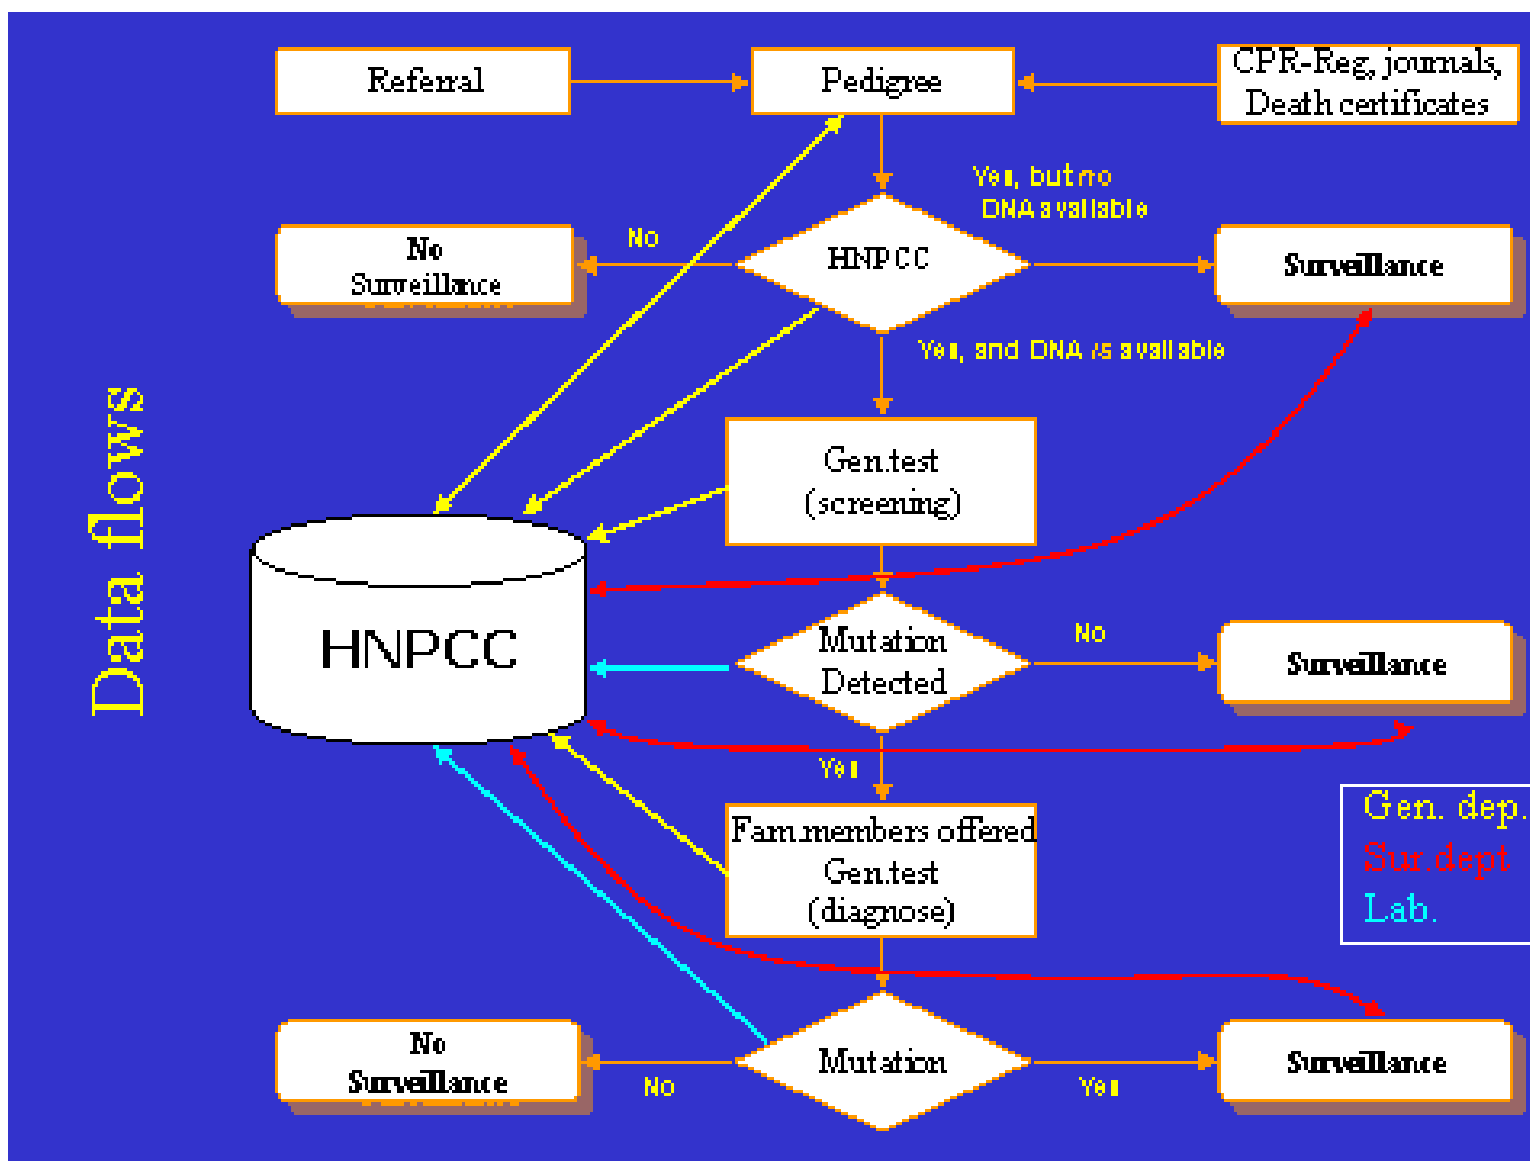 Referral
Pedigree
CPR-Reg, journals,
Death certificates
Yes, but no
DNA available
No
No
Surveillance
HNPCC
Surveillance
Yes, and DNA is available
Data flows
Gen.test
(screening)
HNPCC
Mutation
Detected
No
Surveillance
Yes
Fam.members offered
Gen.test
(diagnose)
Gen. dep.
Sur.dept
Lab.
No
Surveillance
No
Mutation
Yes
Surveillance